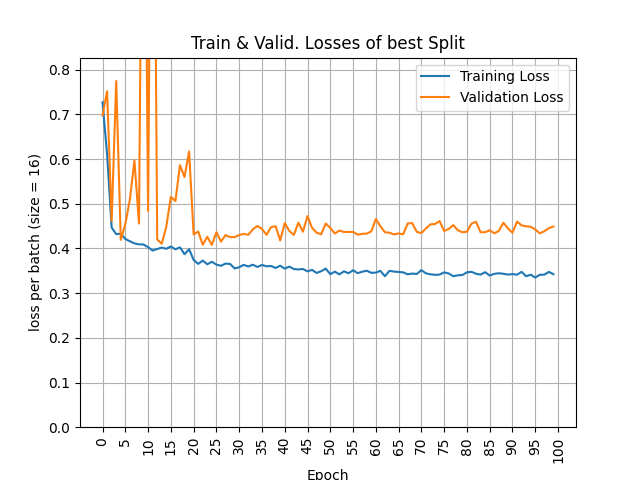 Train & Valid. Losses of best Split
Training Loss
Validation Loss
loss per batch (size = 16)
0.8
0.7
0.6
0.5
0.4
0.3
0.2
0.1
0.0
0 5 10 15 20 25 30 35 40 45 50 55 60 65 70 75 80 85 90 95 100
Epoch